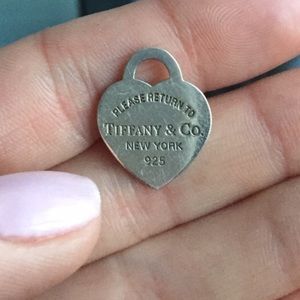 PLEASE RETURN TO
TIFFANY & CO.
NEW YORK
925